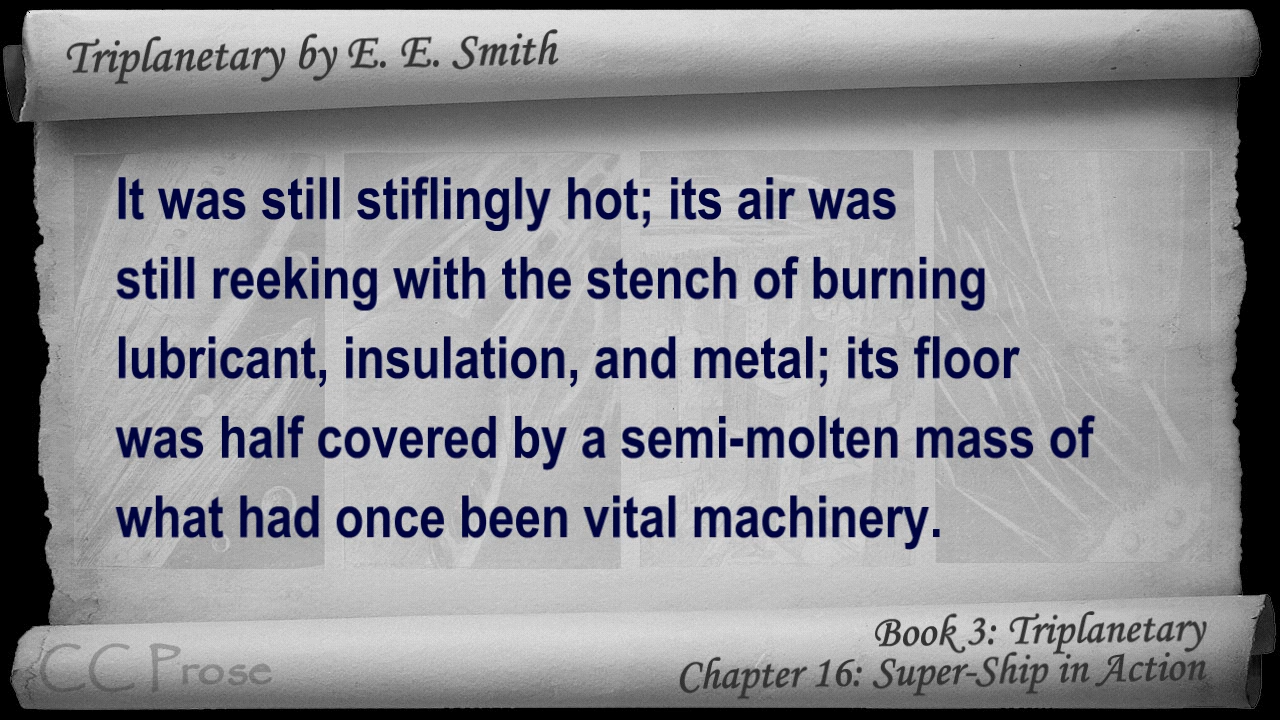 Triplanetary by E. E. Smith
It was still stiflingly hot; its air was
still reeking with the stench of burning
lubricant, insulation, and metal; its floor
was half covered by a semi-molten mass of
what had once been vital machinery.
Book 3: Triplanetary
Chapter 16: Super-Ship in Action
CC Prose